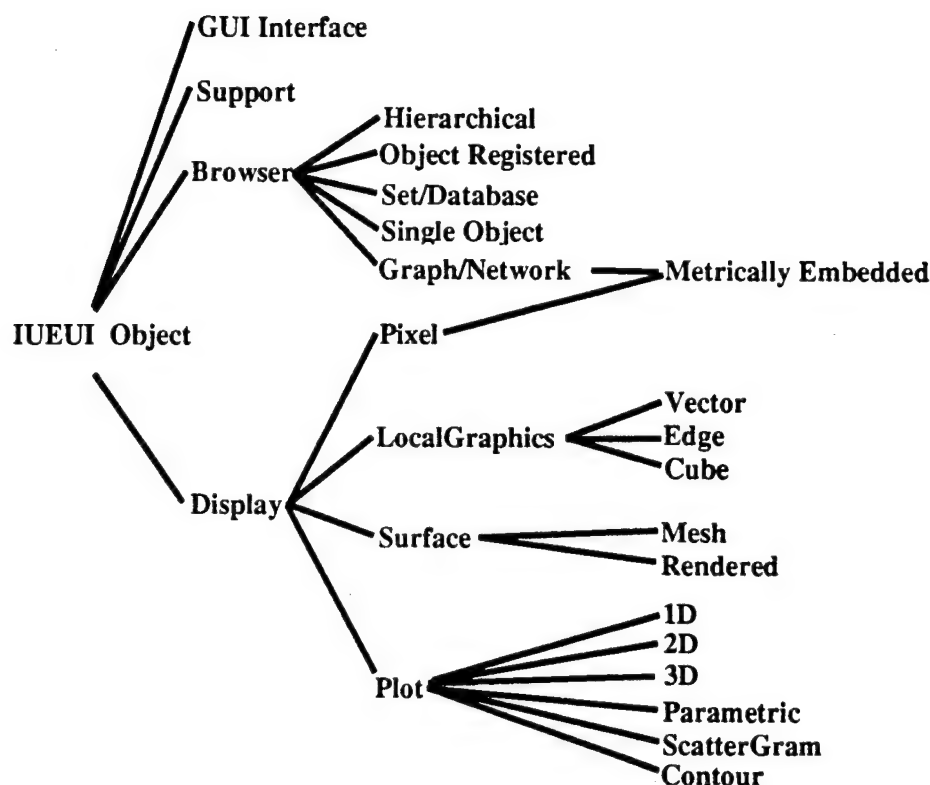 GUI Interface
Support
Hierarchical
Object Registered
Browser
Set/Database
Single Object
Graph/Network
Metrically Embedded
IUEUI Object
Pixel
Vector
LocalGraphics
Edge
Cube
Display
Surface
Mesh
Rendered
1D
2D
3D
Plot
Parametric
ScatterGram
Contour